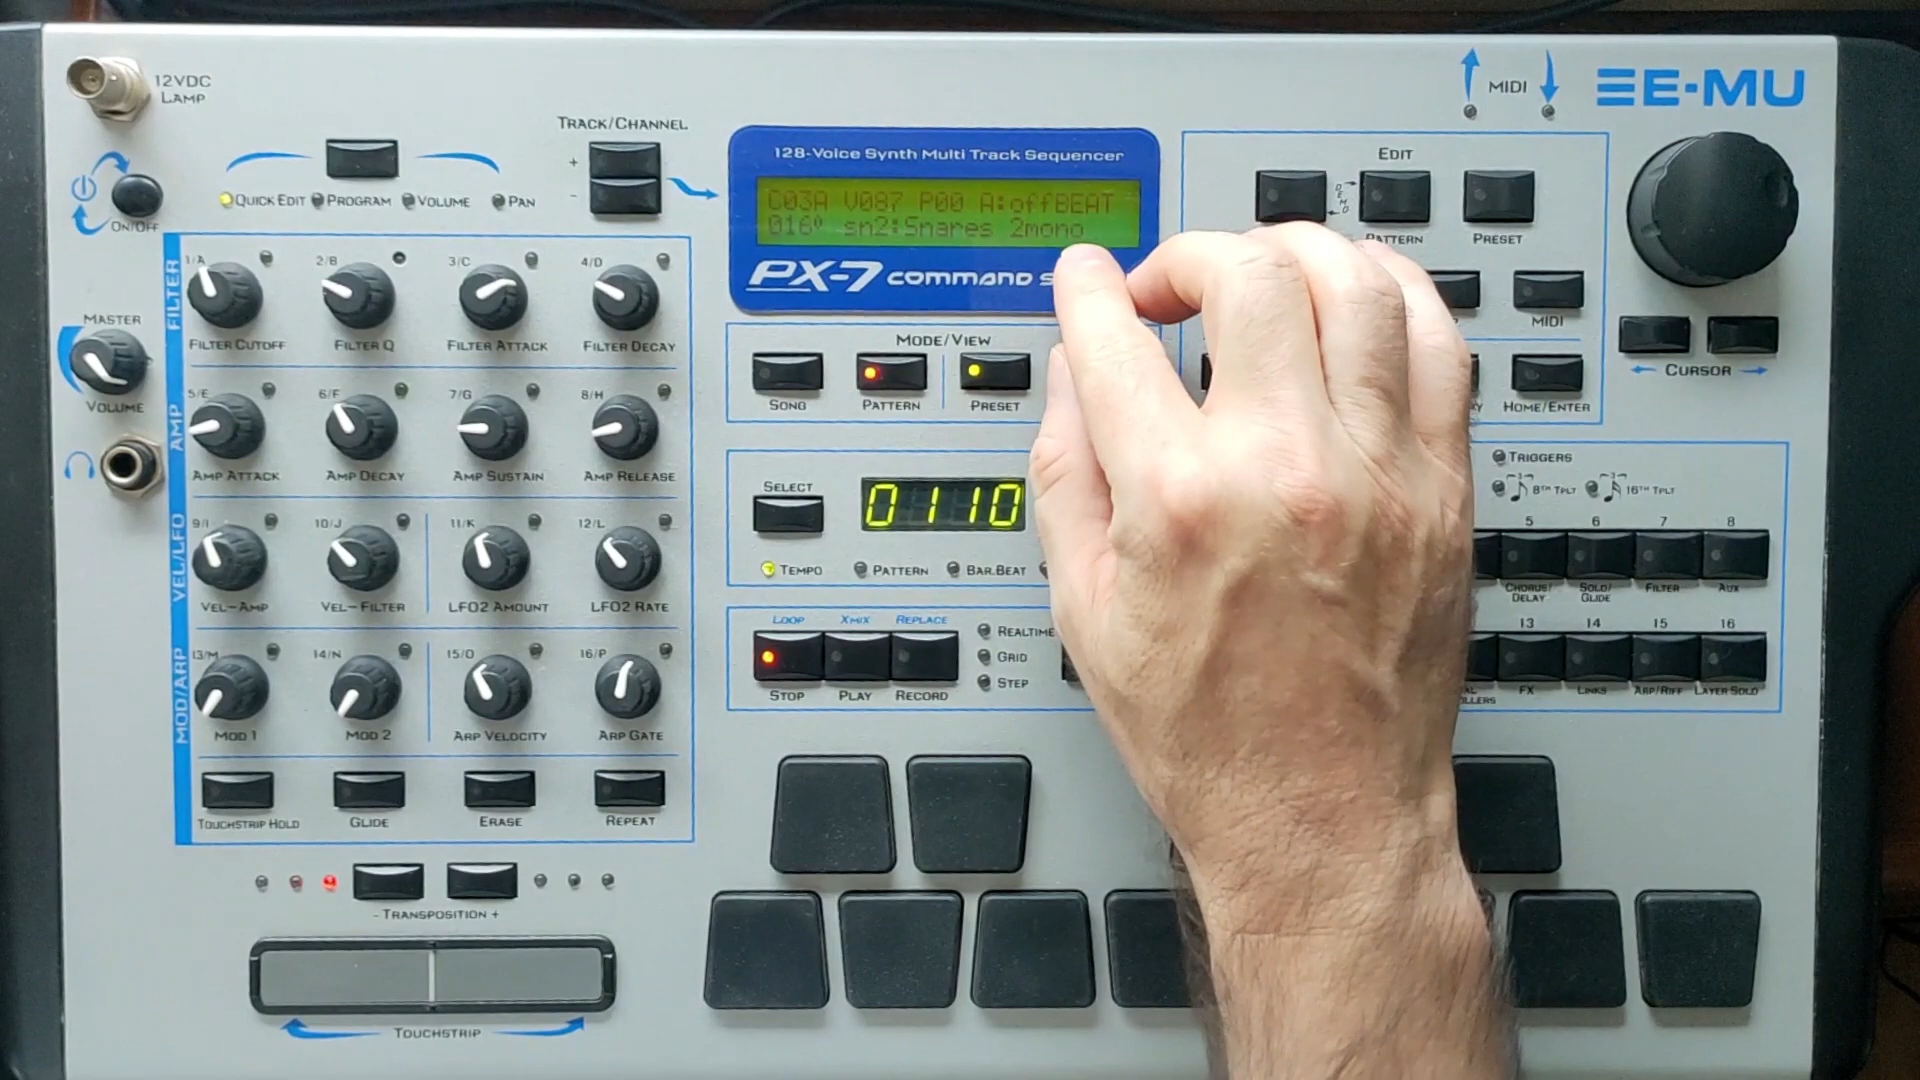 12VDC
LAMP
ON/OFF
MASTER
VOLUME
QUICK EDIT PROGRAM VOLUME PAN
TRACK/CHANNEL
+
-
128-Voice Synth Multi Track Sequencer
C03A V087 P00 A:offBEAT
016⁰ sn2:Snares 2mono
PX-7 COMMAND S
MIDI
E-MU
EDIT
DEMO
PATTERN PRESET
MIDI
HOME/ENTER
← CURSOR →
FILTER
1/A 2/B 3/C 4/D
FILTER CUTOFF FILTER Q FILTER ATTACK FILTER DECAY
AMP
5/E 6/F 7/G 8/H
AMP ATTACK AMP DECAY AMP SUSTAIN AMP RELEASE
VEL/LFO
9/I 10/J 11/K 12/L
VEL-AMP VEL-FILTER LFO2 AMOUNT LFO2 RATE
MOD/ARP
13/M 14/N 15/O 16/P
MOD 1 MOD 2 ARP VELOCITY ARP GATE
TOUCHSTRIP HOLD GLIDE ERASE REPEAT
- TRANSPOSITION +
TOUCHSTRIP
MODE/VIEW
SONG PATTERN PRESET
SELECT
0110
TEMPO PATTERN BAR.BEAT
LOOP XMIX REPLACE
STOP PLAY RECORD
REALTIME
GRID
STEP
TRIGGERS
3 8TH TPLT 3 16TH TPLT
5 6 7 8
CHORUS/DELAY SOLO/GLIDE FILTER AUX
13 14 15 16
FX LINKS ARP/RIFF LAYER SOLO